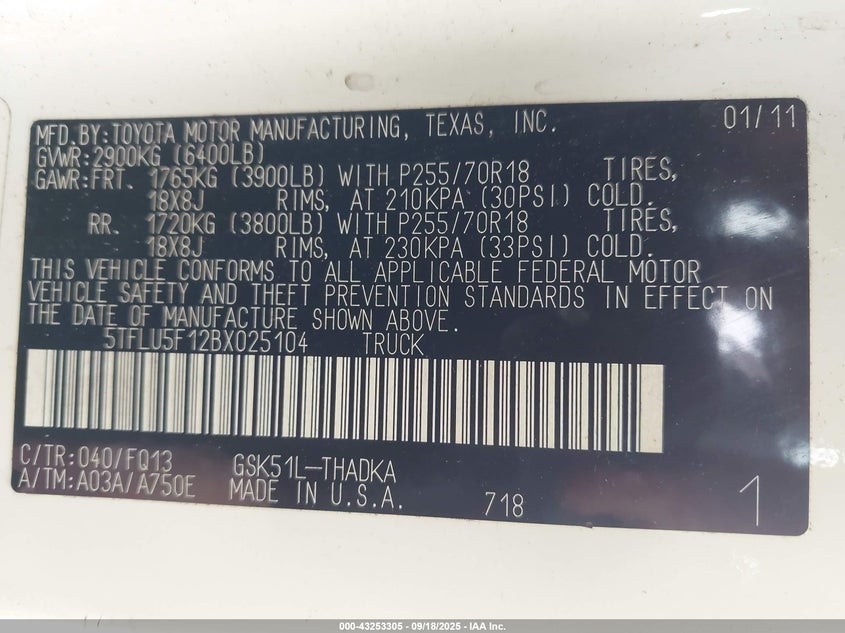 MFD. BY: TOYOTA MOTOR MANUFACTURING, TEXAS, INC. 01/11
GVWR: 2900KG (6400LB)
GAWR: FRT. 1765KG (3900LB) WITH P255/70R18 TIRES,
18X8J RIMS, AT 210KPA (30PSI) COLD.
RR. 1720KG (3800LB) WITH P255/70R18 TIRES,
18X8J RIMS, AT 230KPA (33PSI) COLD.
THIS VEHICLE CONFORMS TO ALL APPLICABLE FEDERAL MOTOR
VEHICLE SAFETY AND THEFT PREVENTION STANDARDS IN EFFECT ON
THE DATE OF MANUFACTURE SHOWN ABOVE.
5TFLU5F12BX025104 TRUCK
C/TR: 040/FQ13 GSK51L-THADKA
A/TM: A03A/A750E MADE IN U.S.A. 718 1
000-43253305 - 09/18/2025 - IAA Inc.